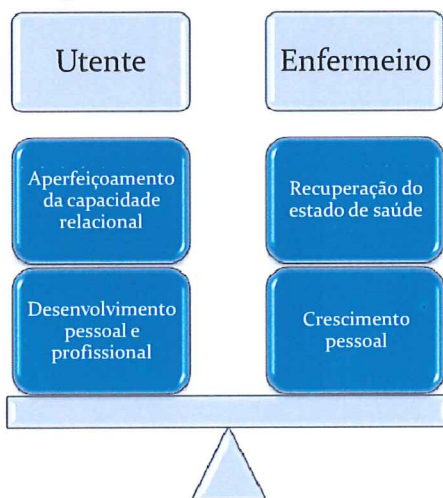 Utente
Enfermeiro
Aperfeiçoamento
da capacidade
relacional
Recuperação do
estado de saúde
Desenvolvimento
pessoal e
profissional
Crescimento
pessoal